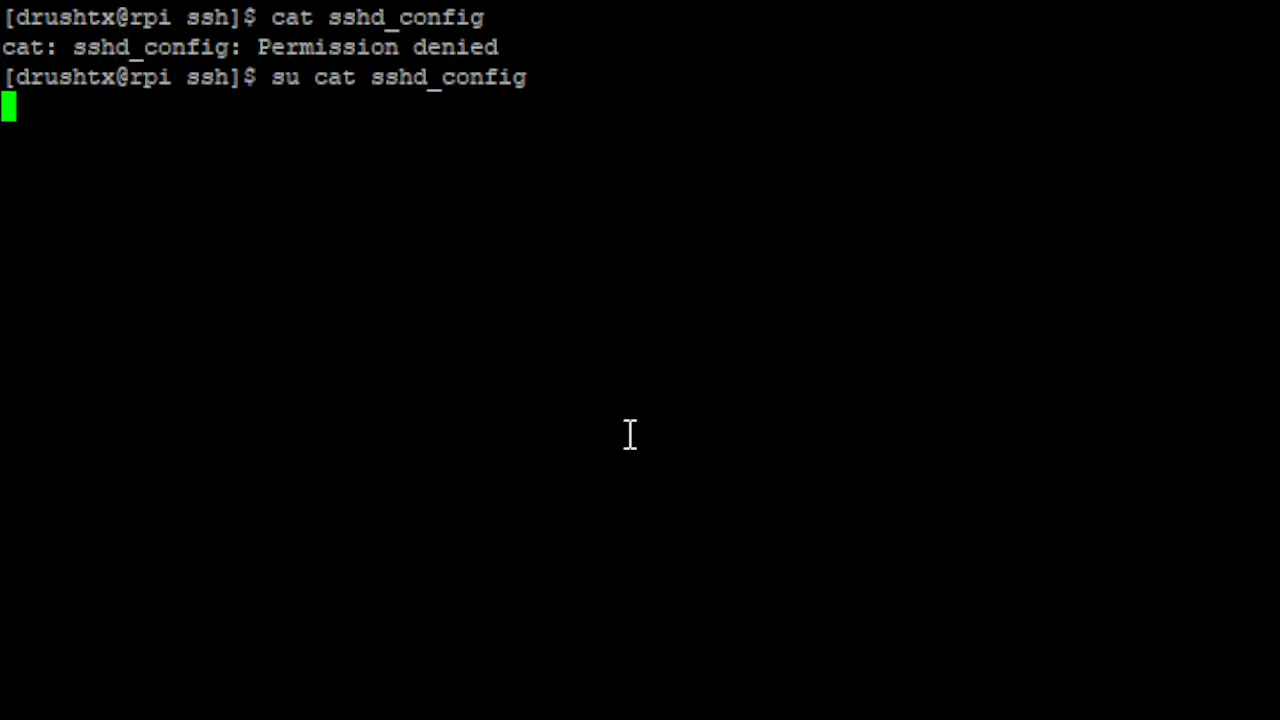 [drushtx@rpi ssh]$ cat sshd_config
cat: sshd_config: Permission denied
[drushtx@rpi ssh]$ su cat sshd_config